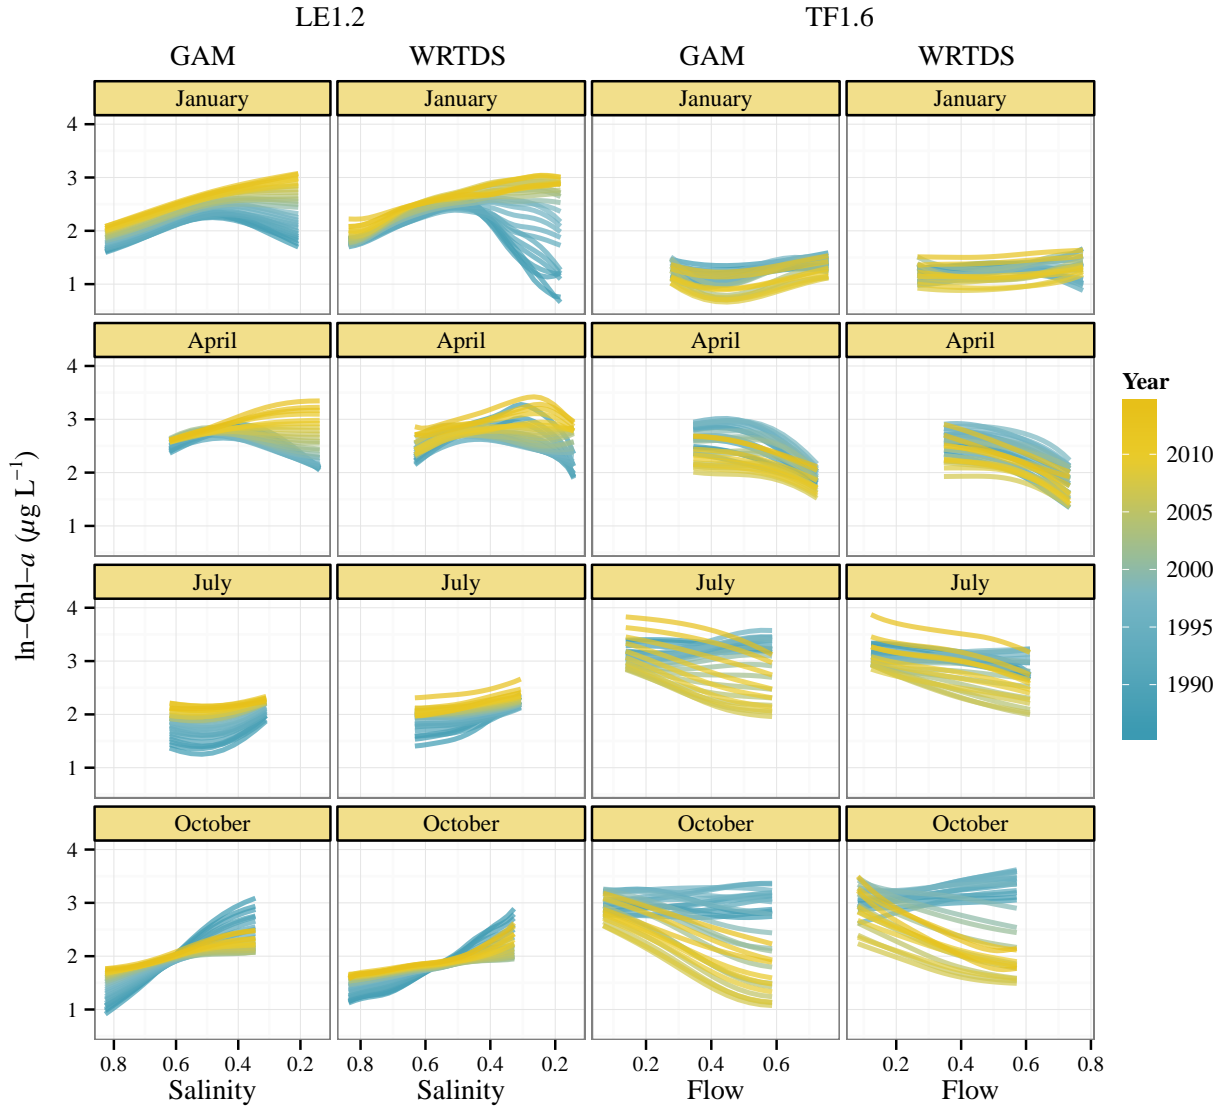 LE1.2 TF1.6
GAM WRTDS GAM WRTDS
January January January January
4
3
2
1
April April April April
4
3
2
1
July July July July
4
3
2
1
October October October October
4
3
2
1
0.8 0.6 0.4 0.2 0.8 0.6 0.4 0.2 0.2 0.4 0.6 0.2 0.4 0.6 0.8
Salinity Salinity Flow Flow
ln−Chl−a (μg L⁻¹)
Year
2010
2005
2000
1995
1990